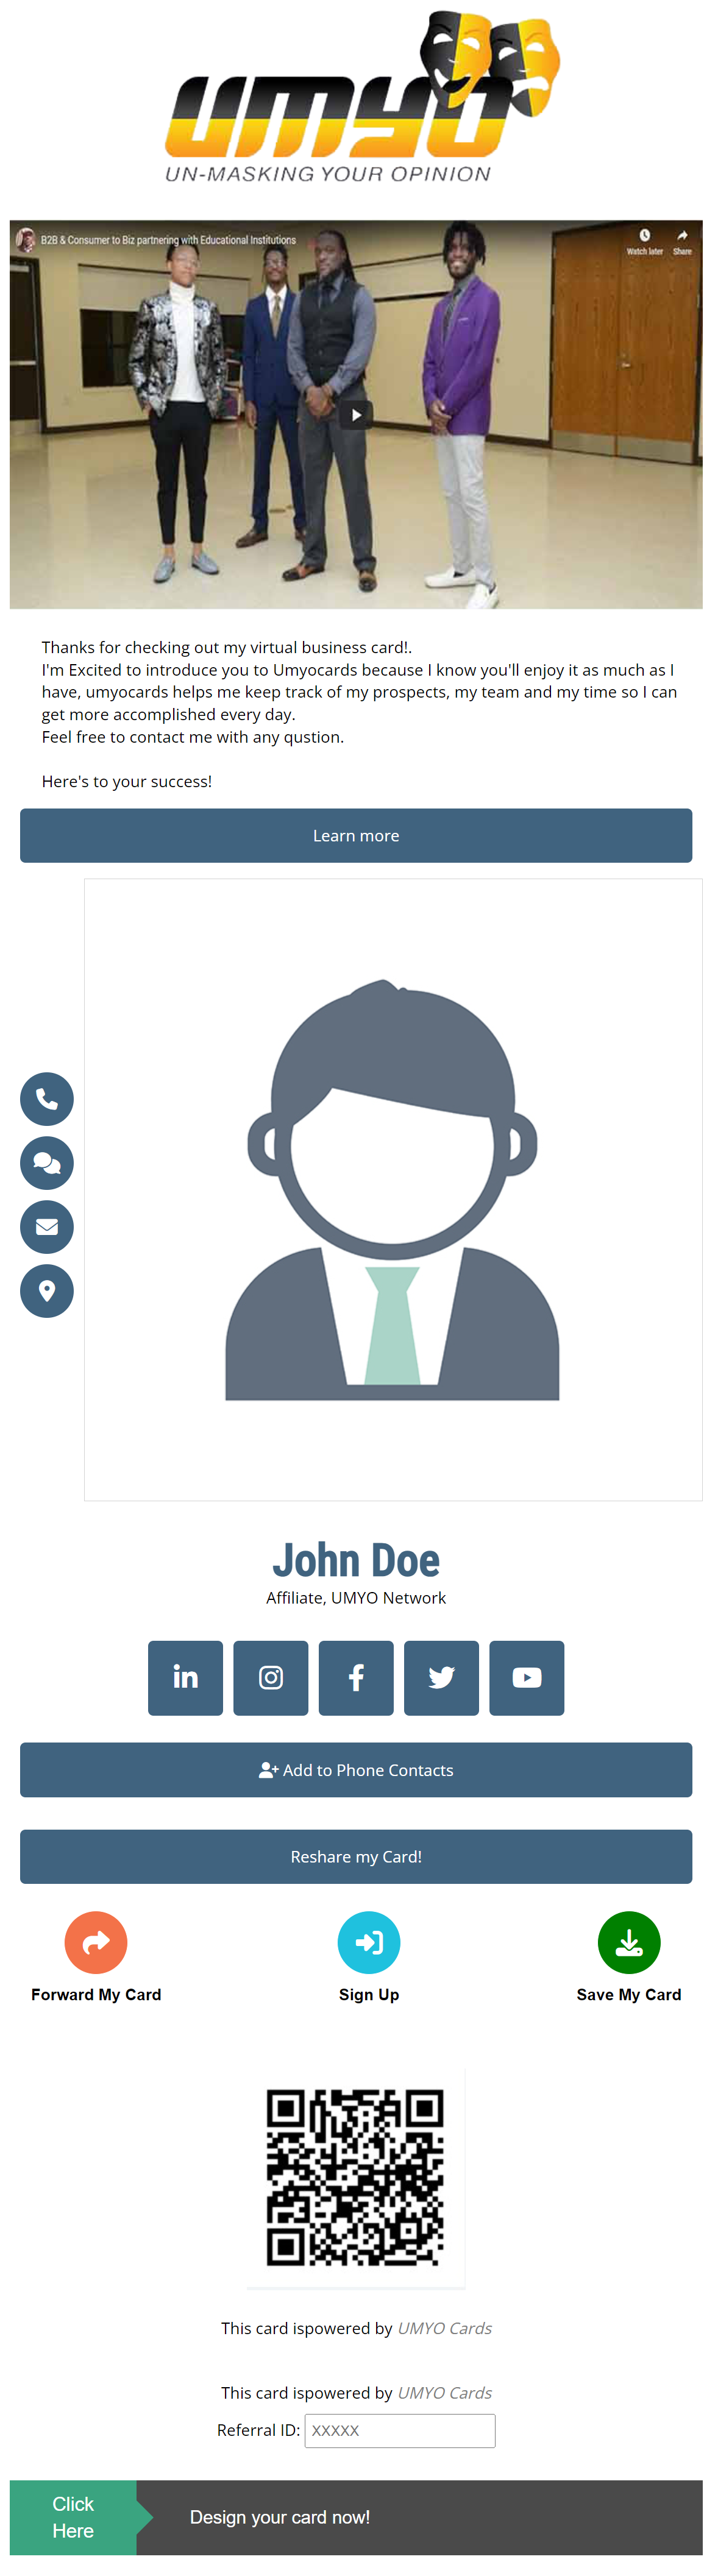 UMYO
UN-MASKING YOUR OPINION
B2B & Consumer to Biz partnering with Educational Institutions
Watch later
Share
Thanks for checking out my virtual business card!.
I'm Excited to introduce you to Umyocards because I know you'll enjoy it as much as I
have, umyocards helps me keep track of my prospects, my team and my time so I can
get more accomplished every day.
Feel free to contact me with any qustion.
Here's to your success!
Learn more
John Doe
Affiliate, UMYO Network
Add to Phone Contacts
Reshare my Card!
Forward My Card
Sign Up
Save My Card
This card ispowered by UMYO Cards
This card ispowered by UMYO Cards
Referral ID: XXXXX
Click
Here
Design your card now!